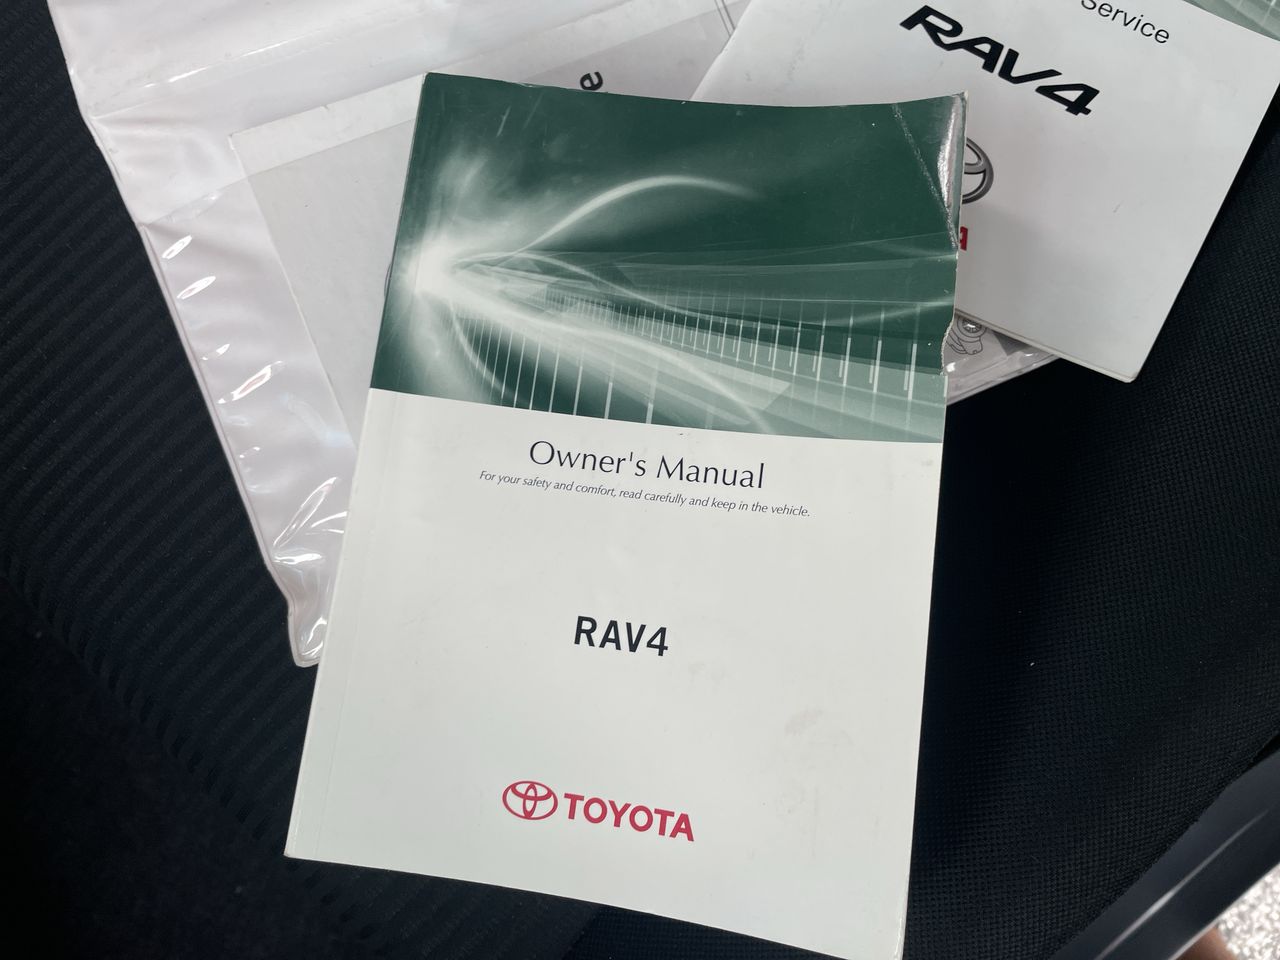 Service
RAV4
Owner's Manual
For your safety and comfort, read carefully and keep in the vehicle.
RAV4
TOYOTA